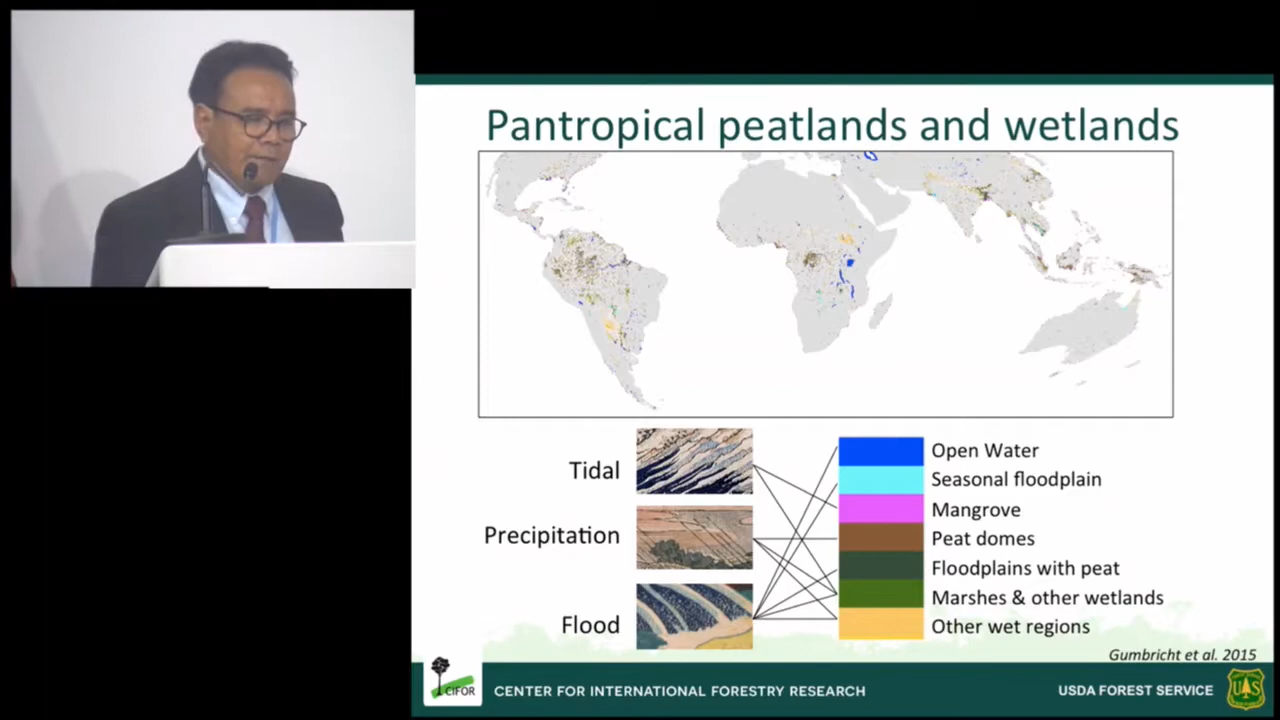 Pantropical peatlands and wetlands
Tidal
Precipitation
Flood
Open Water
Seasonal floodplain
Mangrove
Peat domes
Floodplains with peat
Marshes & other wetlands
Other wet regions
Gumbricht et al. 2015
CIFOR
CENTER FOR INTERNATIONAL FORESTRY RESEARCH
USDA FOREST SERVICE
UAS